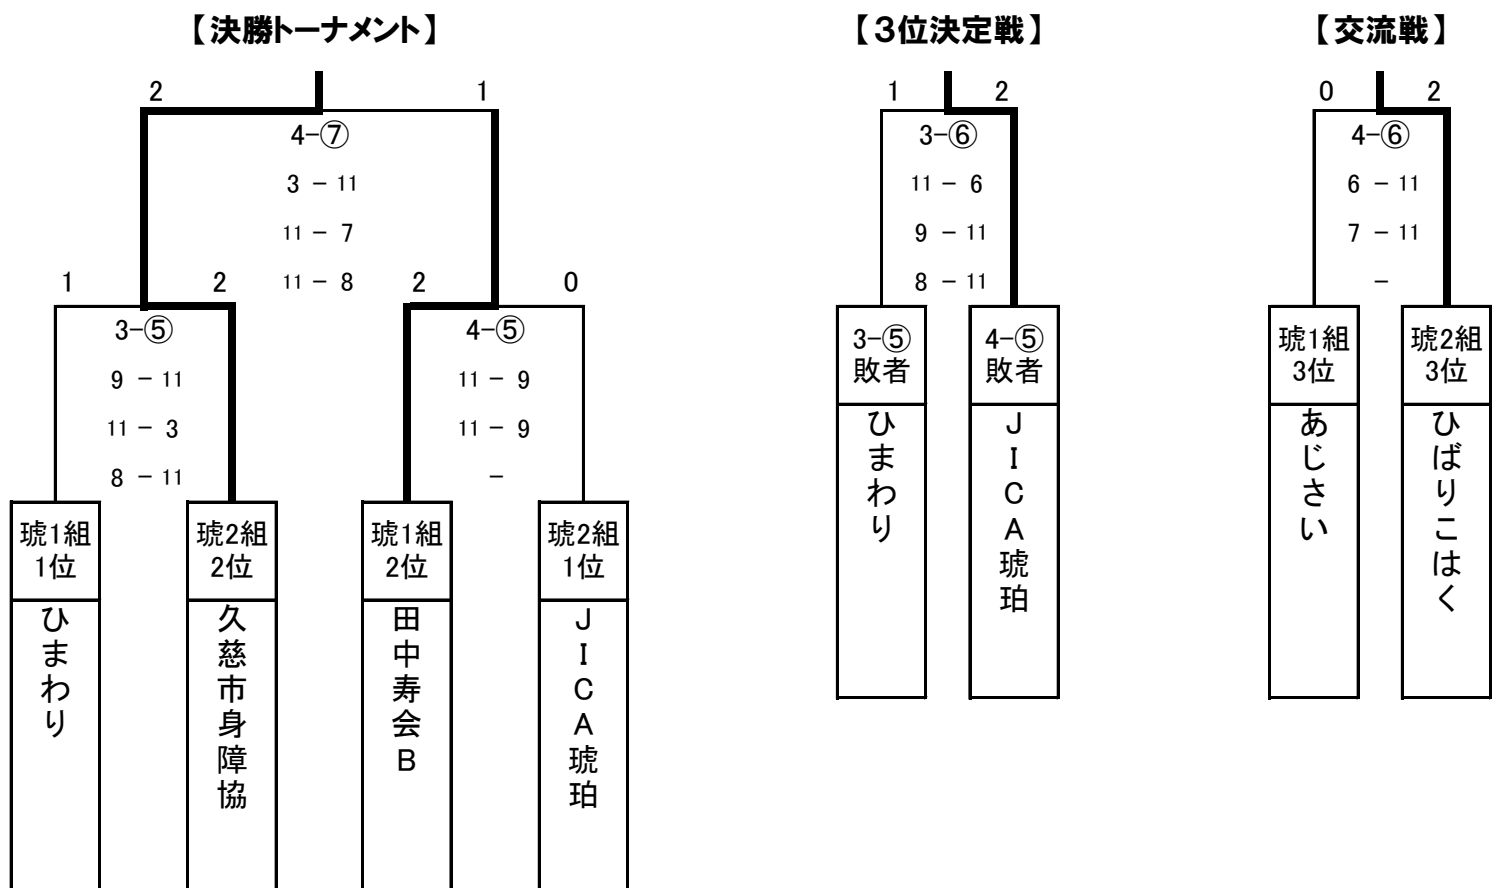 【決勝トーナメント】
2 1
4-⑦
3 - 11
11 - 7
11 - 8
1 2
3-⑤
9 - 11
11 - 3
8 - 11
2 0
4-⑤
11 - 9
11 - 9
-
琥1組
1位
ひまわり
琥2組
2位
久慈市身障協
琥1組
2位
田中寿会B
琥2組
1位
JICA琥珀
【3位決定戦】
1 2
3-⑥
11 - 6
9 - 11
8 - 11
3-⑤
敗者
ひまわり
4-⑤
敗者
JICA琥珀
【交流戦】
0 2
4-⑥
6 - 11
7 - 11
-
琥1組
3位
あじさい
琥2組
3位
ひばりこはく